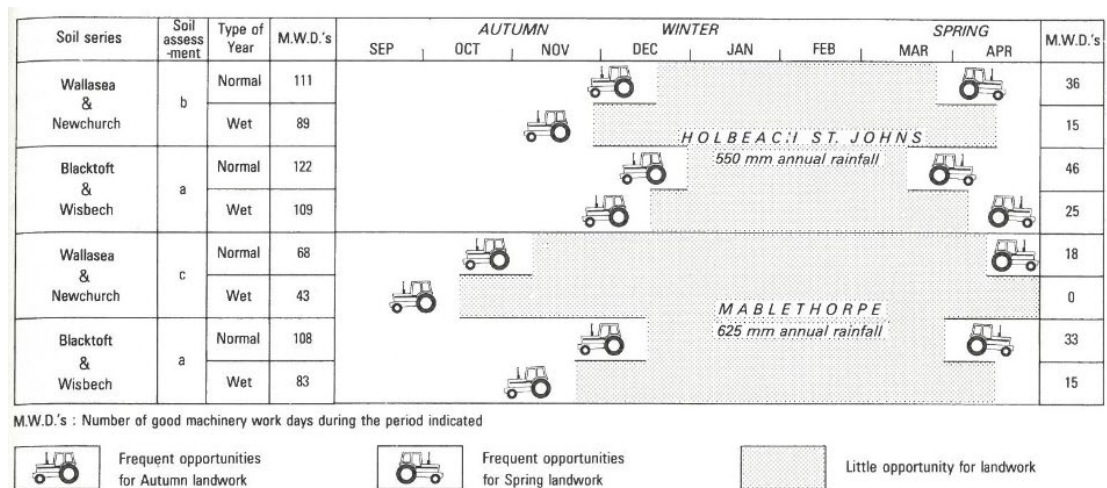 Soil series
Soil assess -ment
Type of Year
M.W.D.'s
AUTUMN WINTER SPRING
SEP OCT NOV DEC JAN FEB MAR APR
M.W.D.'s
Wallasea & Newchurch
b
Normal 111 36
Wet 89 15
HOLBEACH ST. JOHNS
550 mm annual rainfall
Blacktoft & Wisbech
a
Normal 122 46
Wet 109 25
Wallasea & Newchurch
c
Normal 68 18
Wet 43 0
MABLETHORPE
625 mm annual rainfall
Blacktoft & Wisbech
a
Normal 108 33
Wet 83 15
M.W.D.'s : Number of good machinery work days during the period indicated
Frequent opportunities
for Autumn landwork
Frequent opportunities
for Spring landwork
Little opportunity for landwork